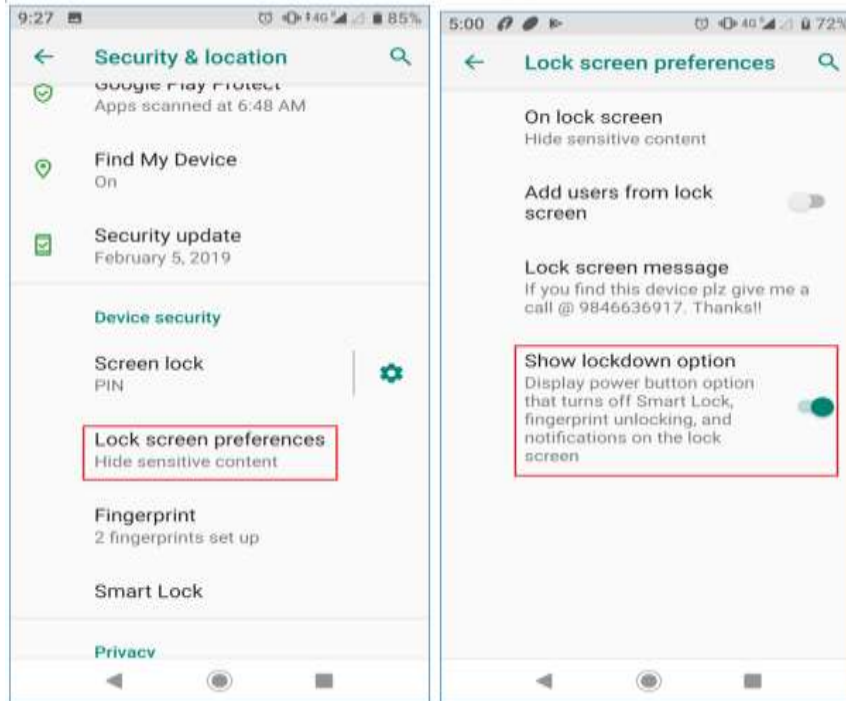 9:27 4G 85%
Security & location
Google Play Protect
Apps scanned at 6:48 AM
Find My Device
On
Security update
February 5, 2019
Device security
Screen lock
PIN
Lock screen preferences
Hide sensitive content
Fingerprint
2 fingerprints set up
Smart Lock
Privacy
5:00 4G 72%
Lock screen preferences
On lock screen
Hide sensitive content
Add users from lock
screen
Lock screen message
If you find this device plz give me a
call @ 9846636917. Thanks!!
Show lockdown option
Display power button option
that turns off Smart Lock,
fingerprint unlocking, and
notifications on the lock
screen